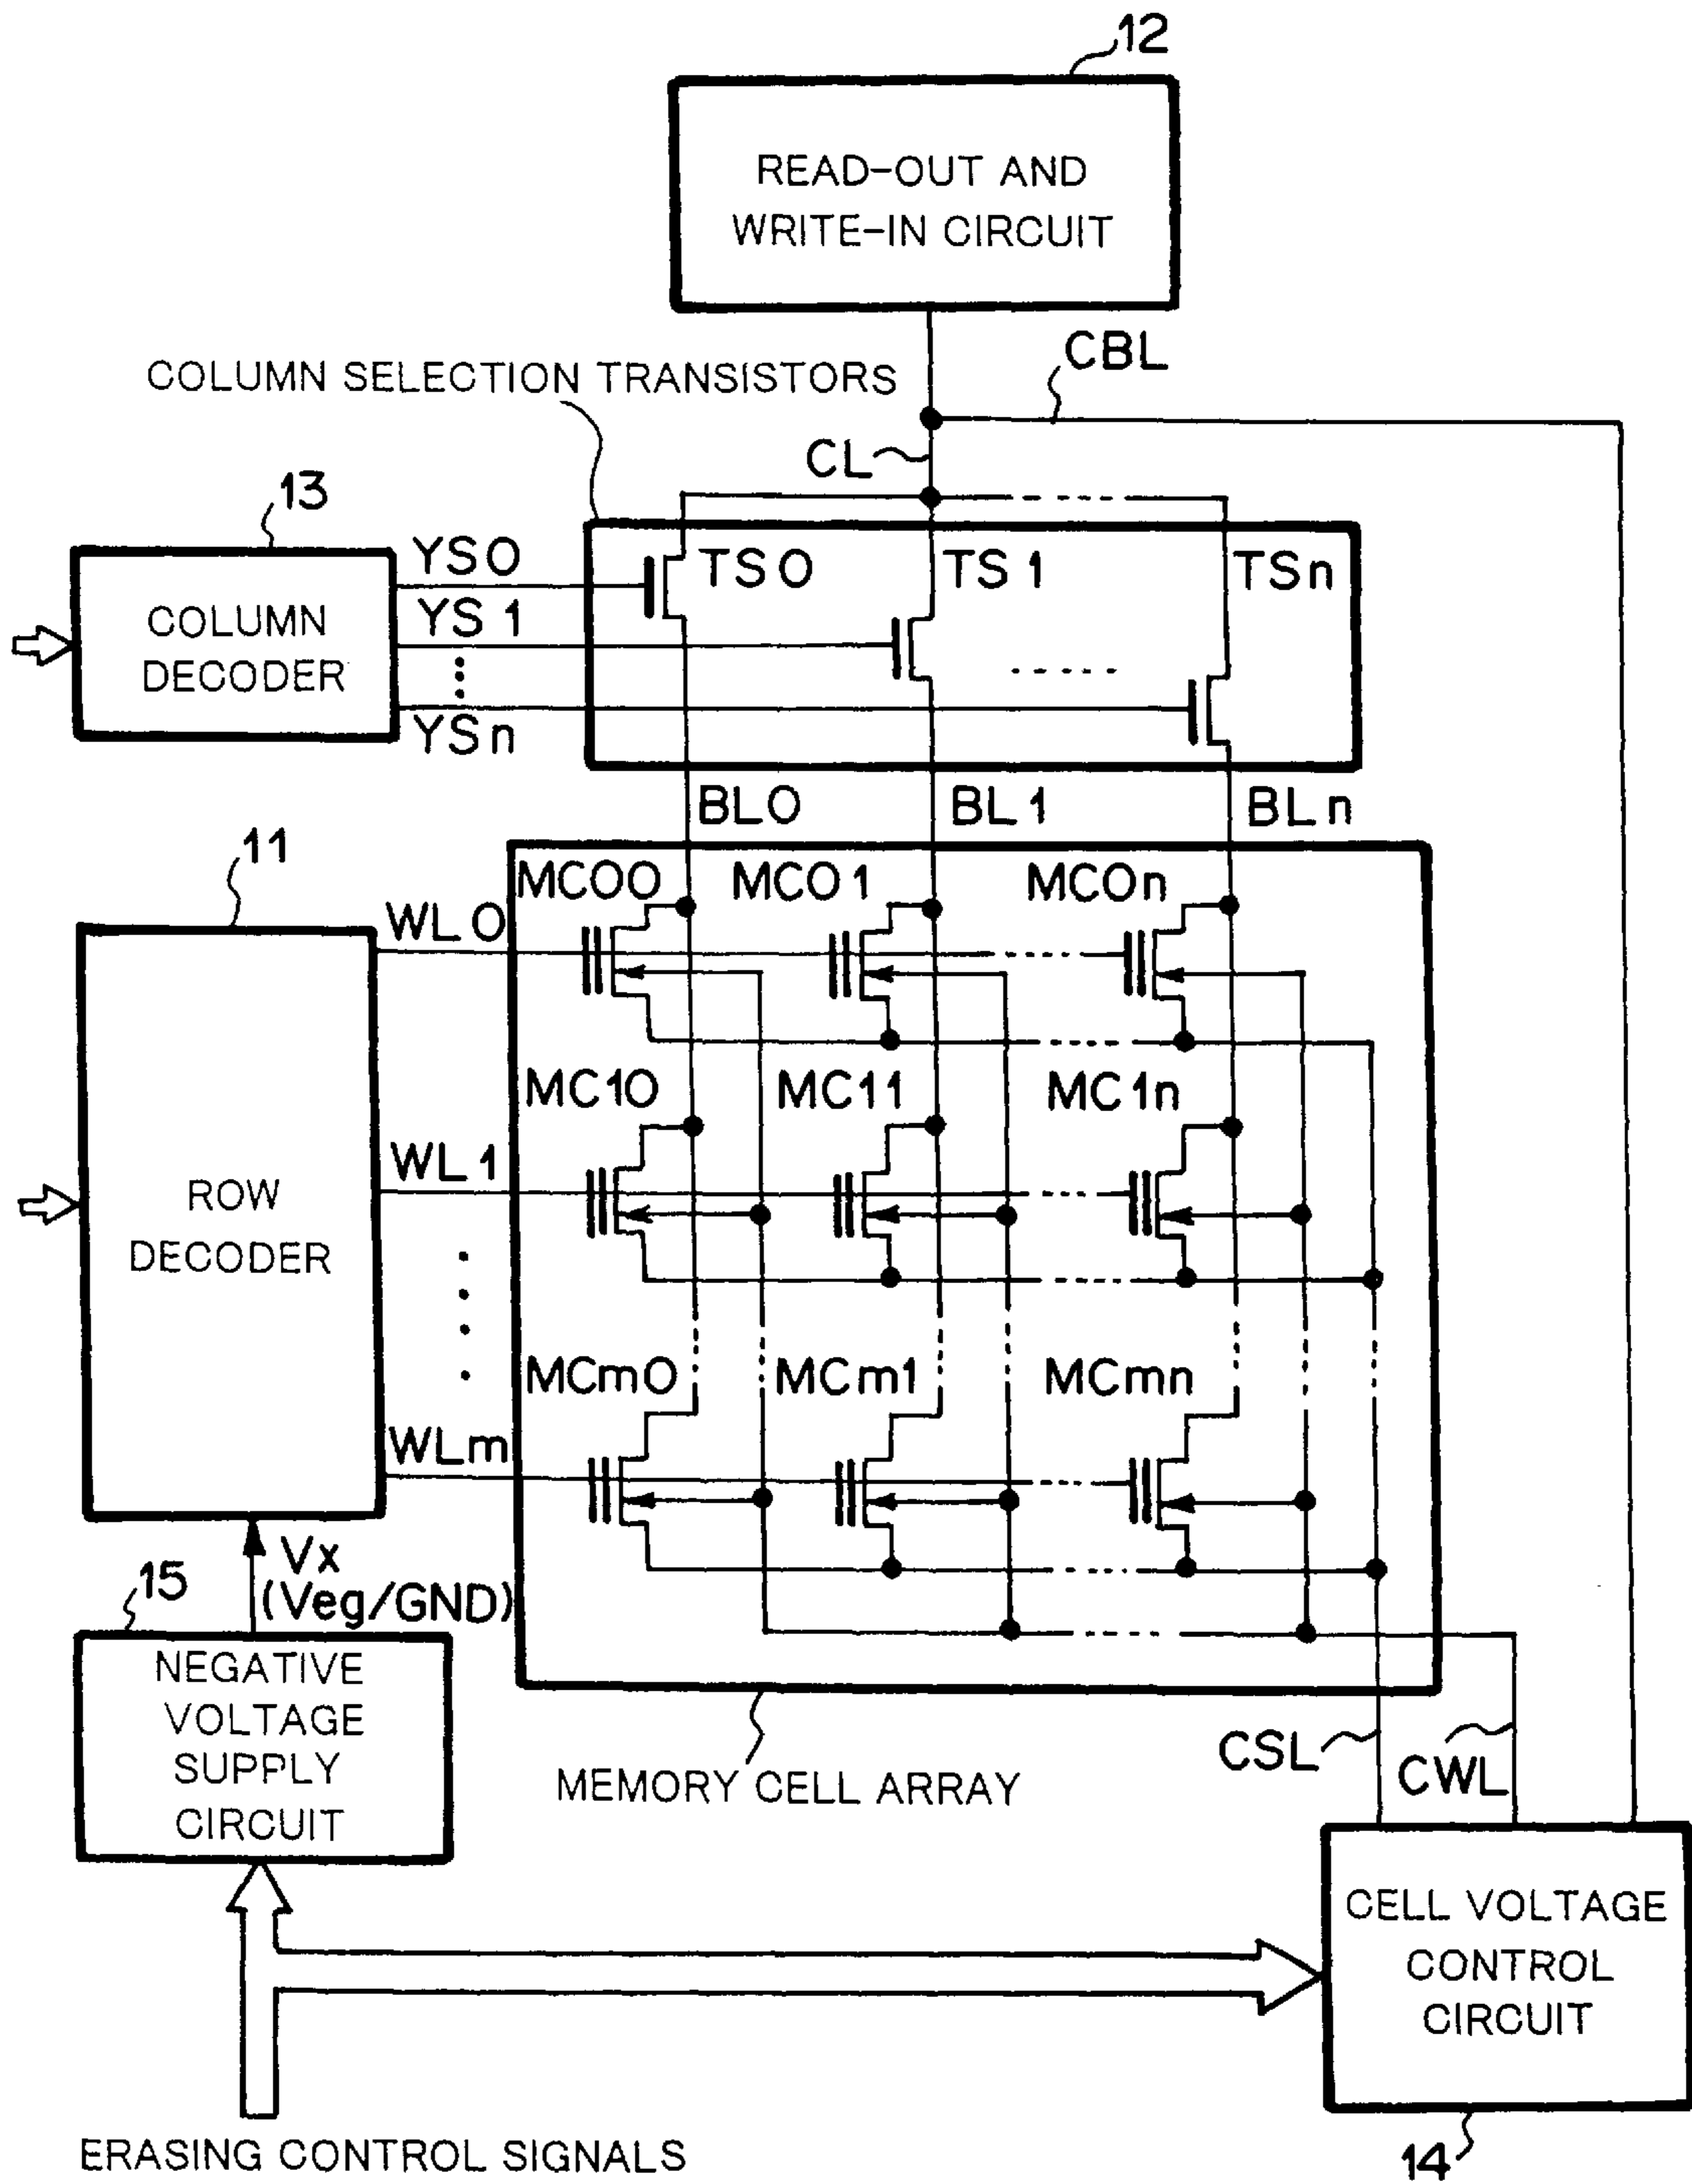 12
READ-OUT AND
WRITE-IN CIRCUIT
CBL
COLUMN SELECTION TRANSISTORS
CL
13
YS0
YS1
YSn
COLUMN
DECODER
TS0
TS1
TSn
BL0
BL1
BLn
11
MC00
MC01
MC0n
WL0
MC10
MC11
MC1n
WL1
ROW
DECODER
MCm0
MCm1
MCmn
WLm
Vx
(Veg/GND)
15
NEGATIVE
VOLTAGE
SUPPLY
CIRCUIT
MEMORY CELL ARRAY
CSL
CWL
CELL VOLTAGE
CONTROL
CIRCUIT
14
ERASING CONTROL SIGNALS